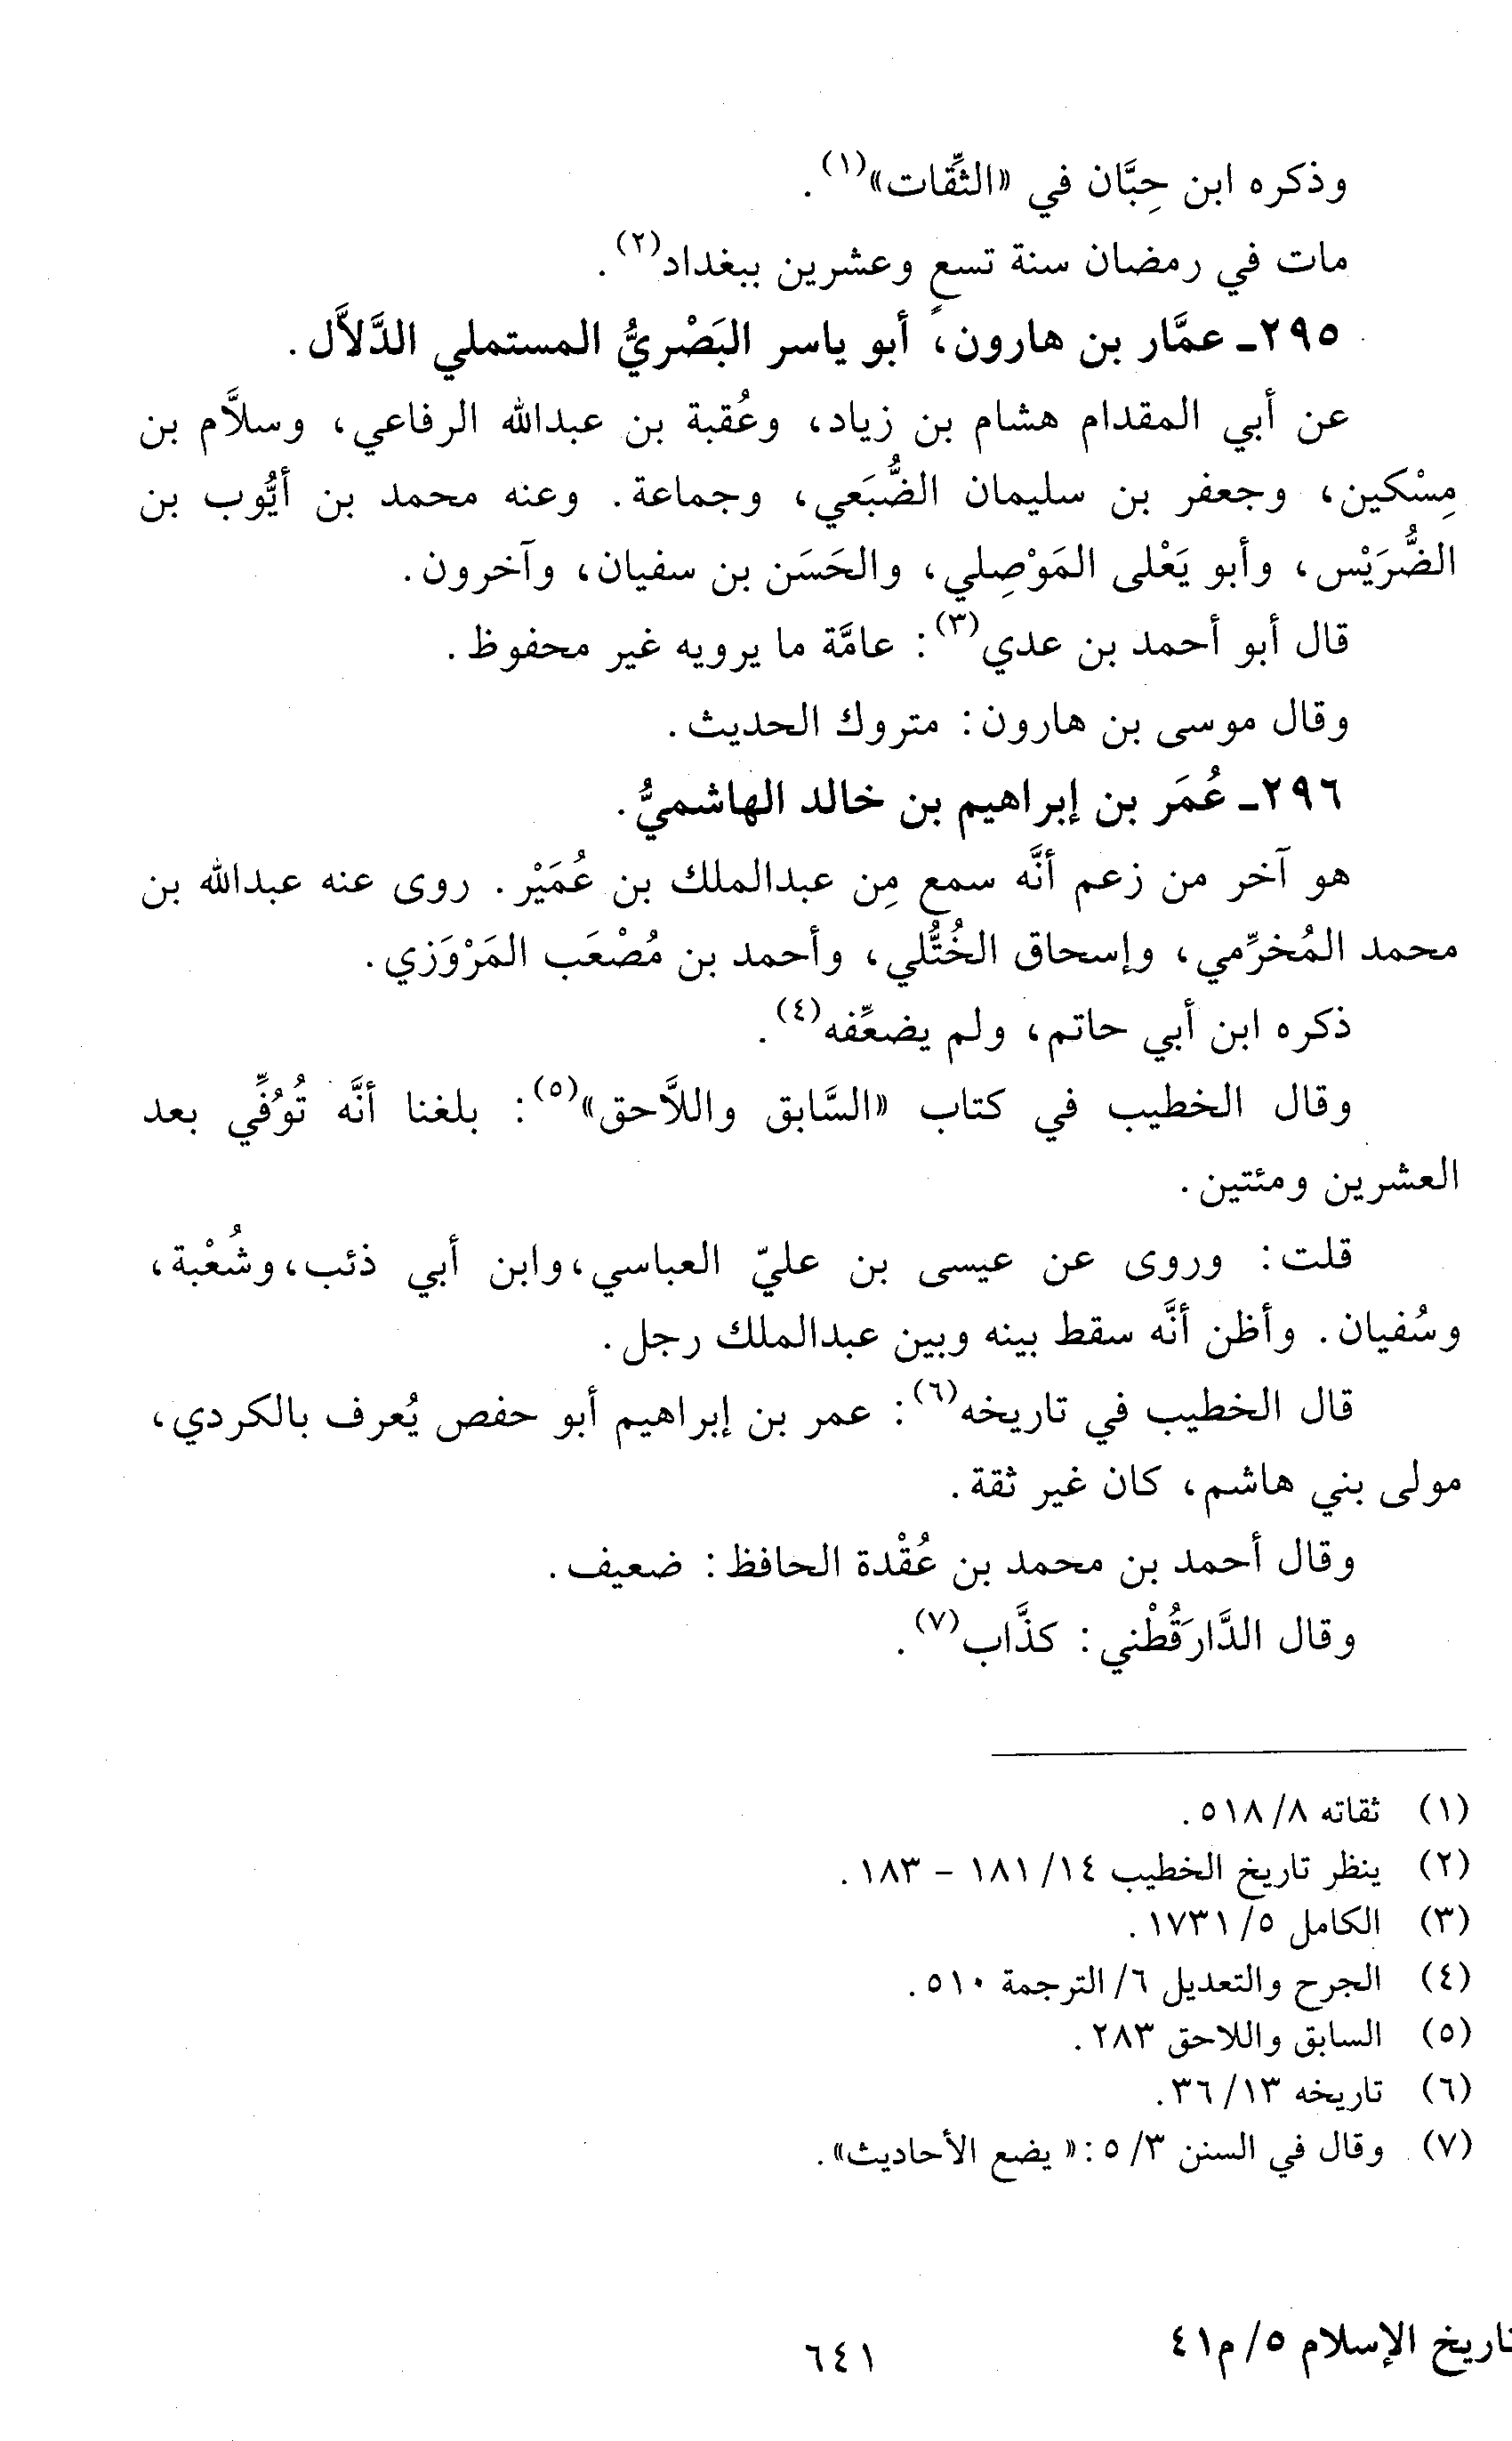 وذكره ابن حِبَّان في «الثِّقات»(١).
مات في رمضان سنة تسعٍ وعشرين ببغداد(٢).
٢٩٥ـ عمَّار بن هارون، أبو ياسر البَصْريُّ المستملي الدَّلاَّل.
عن أبي المقدام هشام بن زياد، وعُقبة بن عبدالله الرفاعي، وسلاَّم بن
مِسْكين، وجعفر بن سليمان الضُّبَعي، وجماعة. وعنه محمد بن أيُّوب بن
الضُّرَيْس، وأبو يَعْلى المَوْصِلي، والحَسَن بن سفيان، وآخرون.
قال أبو أحمد بن عدي(٣): عامَّة ما يرويه غير محفوظ.
وقال موسى بن هارون: متروك الحديث.
٢٩٦ـ عُمَر بن إبراهيم بن خالد الهاشميُّ.
هو آخر من زعم أنَّه سمع مِن عبدالملك بن عُمَيْر. روى عنه عبدالله بن
محمد المُخرِّمي، وإسحاق الخُتُّلي، وأحمد بن مُصْعَب المَرْوَزي.
ذكره ابن أبي حاتم، ولم يضعِّفه(٤).
وقال الخطيب في كتاب «السَّابق واللاَّحق»(٥): بلغنا أنَّه تُوُفِّي بعد
العشرين ومئتين.
قلت: وروى عن عيسى بن عليّ العباسي،وابن أبي ذئب،وشُعْبة،
وسُفيان. وأظن أنَّه سقط بينه وبين عبدالملك رجل.
قال الخطيب في تاريخه(٦): عمر بن إبراهيم أبو حفص يُعرف بالكردي،
مولى بني هاشم، كان غير ثقة.
وقال أحمد بن محمد بن عُقْدة الحافظ: ضعيف.
وقال الدَّارَقُطْني: كذَّاب(٧).
(١) ثقاته ٨/ ٥١٨.
(٢) ينظر تاريخ الخطيب ١٤/ ١٨١ - ١٨٣.
(٣) الكامل ٥/ ١٧٣١.
(٤) الجرح والتعديل ٦/ الترجمة ٥١٠.
(٥) السابق واللاحق ٢٨٣.
(٦) تاريخه ١٣/ ٣٦.
(٧) وقال في السنن ٣/ ٥:« يضع الأحاديث».
تاريخ الإسلام ٥/ م٤١
٦٤١